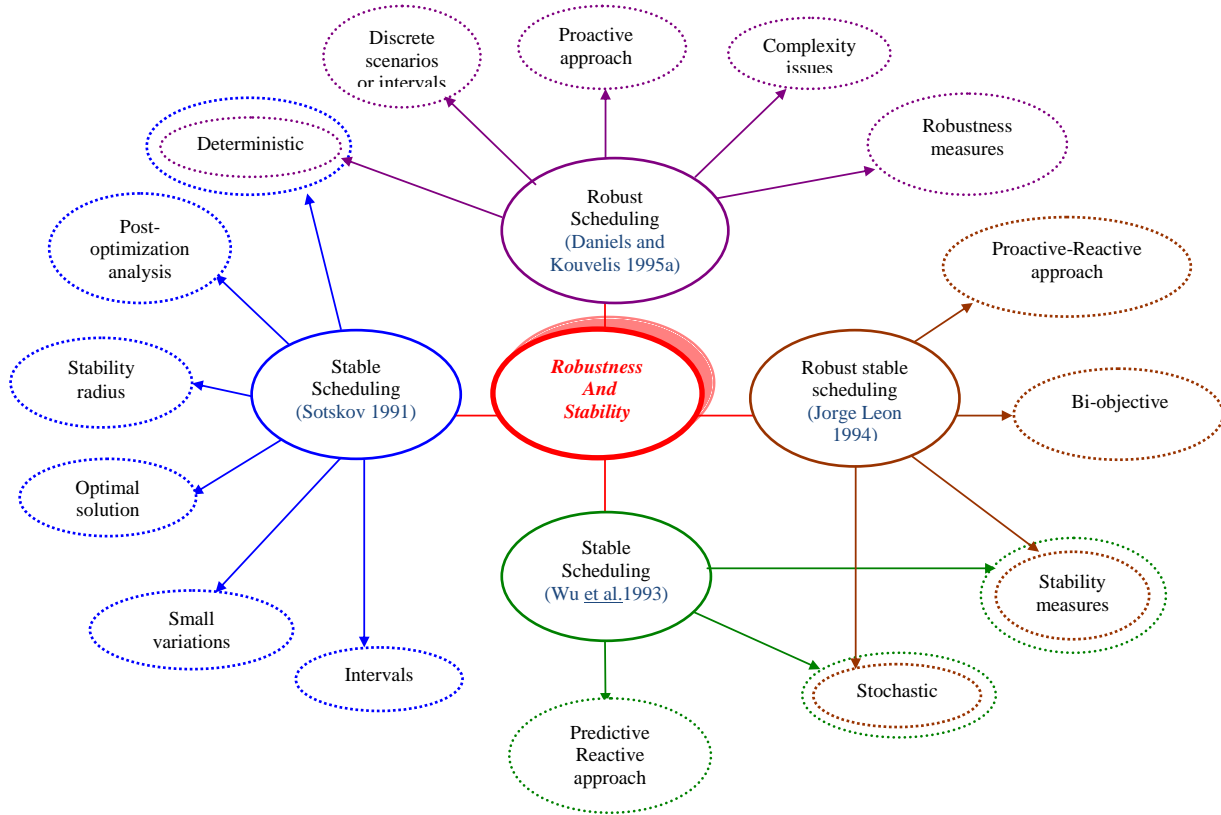 Discrete
scenarios
or intervals
Proactive
approach
Complexity
issues
Robustness
measures
Deterministic
Post-
optimization
analysis
Robust
Scheduling
(Daniels and
Kouvelis 1995a)
Proactive-Reactive
approach
Stability
radius
Stable
Scheduling
(Sotskov 1991)
Robustness
And
Stability
Robust stable
scheduling
(Jorge Leon
1994)
Bi-objective
Optimal
solution
Stable
Scheduling
(Wu et al.1993)
Stability
measures
Small
variations
Intervals
Stochastic
Predictive
Reactive
approach